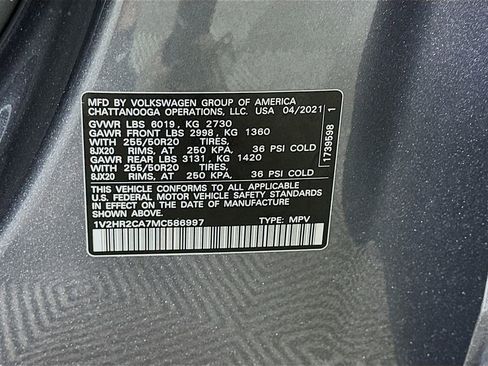 MFD BY VOLKSWAGEN GROUP OF AMERICA
CHATTANOOGA OPERATIONS, LLC. USA 04/2021
GVWR LBS 6019, KG 2730
GAWR FRONT LBS 2998, KG 1360
WITH 255/50R20 TIRES,
8JX20 RIMS, AT 250 KPA, 36 PSI COLD
GAWR REAR LBS 3131, KG 1420
WITH 255/50R20 TIRES,
8JX20 RIMS, AT 250 KPA, 36 PSI COLD
THIS VEHICLE CONFORMS TO ALL APPLICABLE
U.S. FEDERAL MOTOR VEHICLE SAFETY STANDARDS
IN EFFECT ON THE DATE OF MANUFACTURE
SHOWN ABOVE.
1V2HR2CA7MC586997 TYPE: MPV
1739598 1